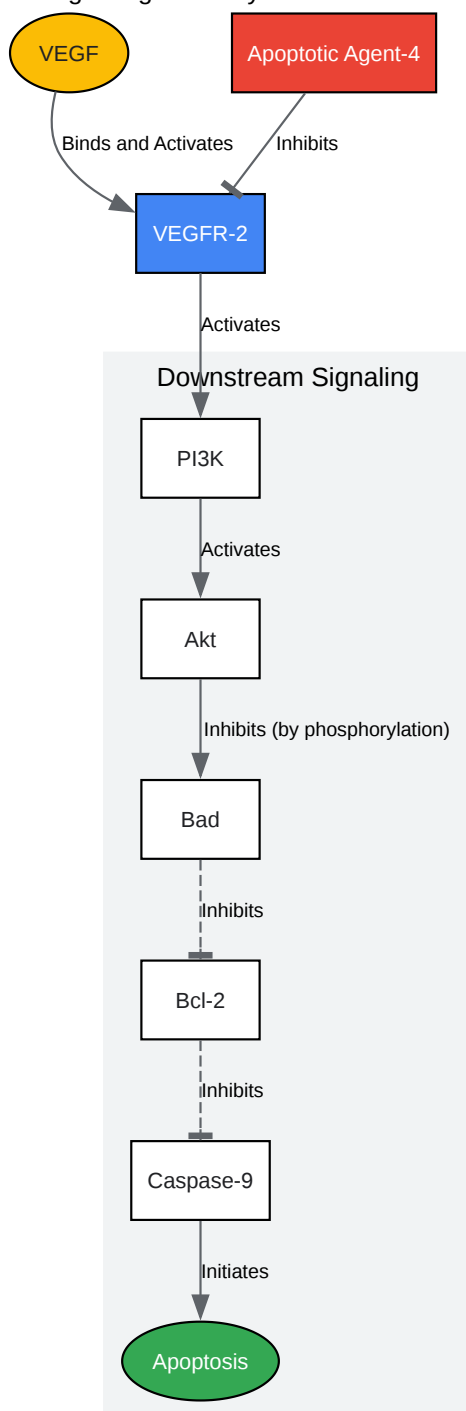 VEGF
Apoptotic Agent-4
Binds and Activates
Inhibits
VEGFR-2
Activates
Downstream Signaling
PI3K
Activates
Akt
Inhibits (by phosphorylation)
Bad
Inhibits
Bcl-2
Inhibits
Caspase-9
Initiates
Apoptosis